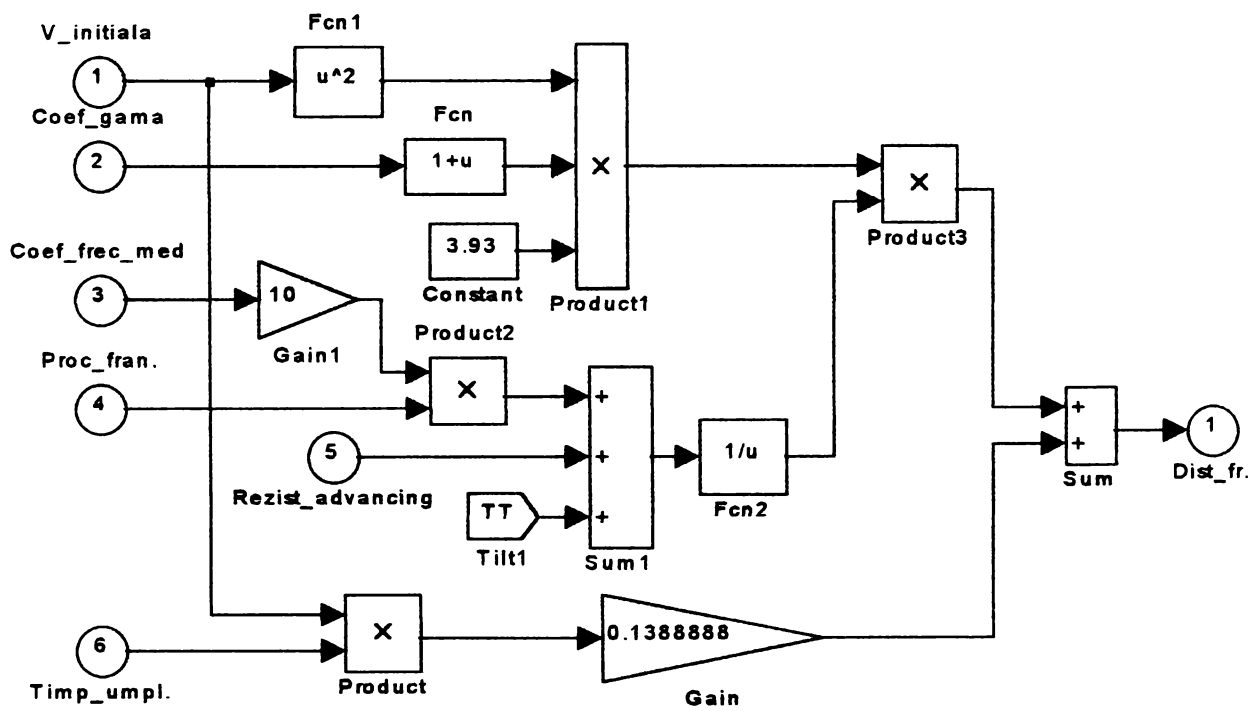 V_initiala
1
Fcn1
u^2
Coef_gama
2
Fcn
1+u
3.93
Constant
×
Product1
×
Product3
Coef_frec_med
3
10
Gain1
Product2
×
Proc_fran.
4
5
Rezist_advancing
TT
Tilt1
+
+
+
Sum1
1/u
Fcn2
+
+
Sum
1
Dist_fr.
6
Timp_umpl.
×
Product
0.1388888
Gain